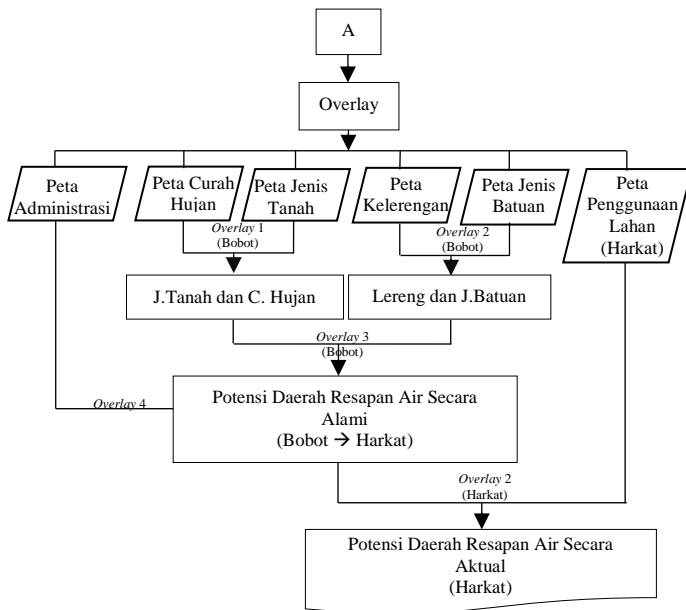 A
Overlay
Peta
Administrasi
Peta Curah
Hujan
Peta Jenis
Tanah
Peta
Kelerengan
Peta Jenis
Batuan
Peta
Penggunaan
Lahan
(Harkat)
Overlay 1
(Bobot)
Overlay 2
(Bobot)
J.Tanah dan C. Hujan
Lereng dan J.Batuan
Overlay 3
(Bobot)
Overlay 4
Potensi Daerah Resapan Air Secara
Alami
(Bobot → Harkat)
Overlay 2
(Harkat)
Potensi Daerah Resapan Air Secara
Aktual
(Harkat)